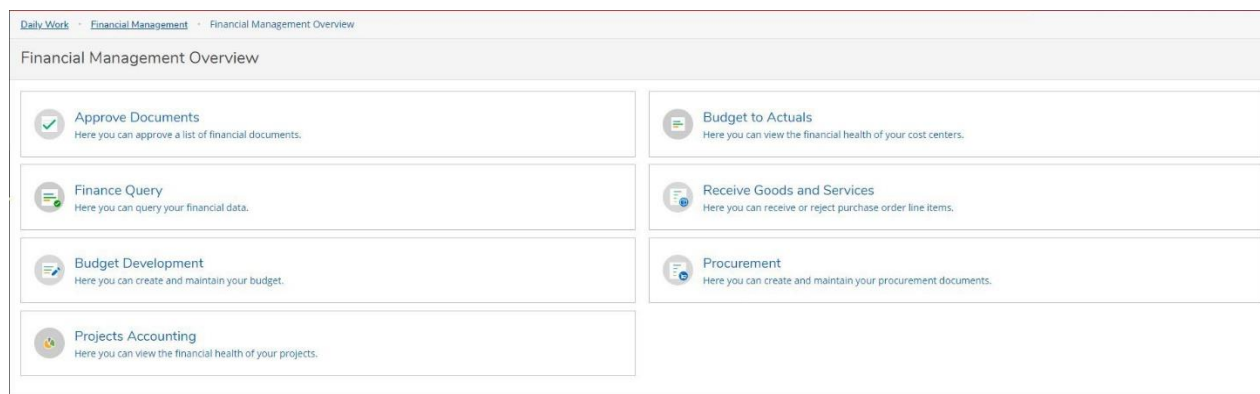 Daily Work · Financial Management · Financial Management Overview
Financial Management Overview
Approve Documents
Here you can approve a list of financial documents.
Budget to Actuals
Here you can view the financial health of your cost centers.
Finance Query
Here you can query your financial data.
Receive Goods and Services
Here you can receive or reject purchase order line items.
Budget Development
Here you can create and maintain your budget.
Procurement
Here you can create and maintain your procurement documents.
Projects Accounting
Here you can view the financial health of your projects.